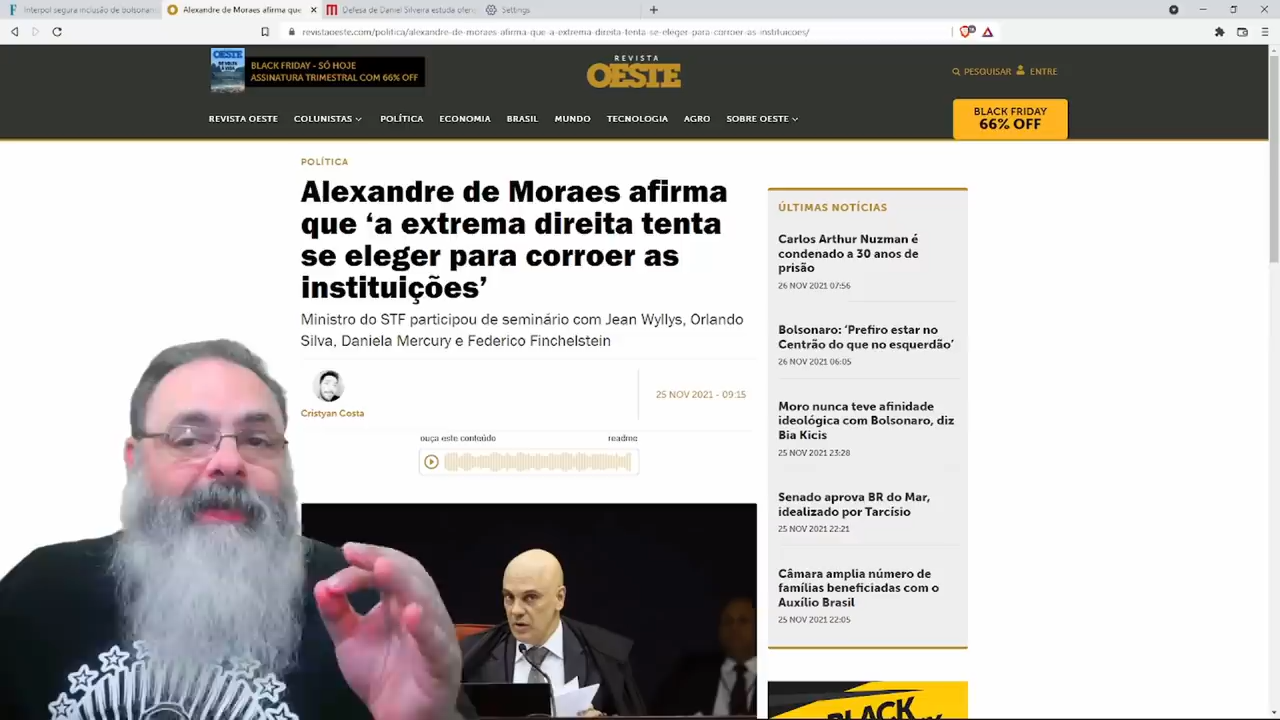 Interpol segura inclusão de bolsonaris
Alexandre de Moraes afirma que
Defesa de Daniel Silveira estuda ofer
Settings
revistaoeste.com/politica/alexandre-de-moraes-afirma-que-a-extrema-direita-tenta-se-eleger-para-corroer-as-instituicoes/
OESTE
BLACK FRIDAY - SÓ HOJE
ASSINATURA TRIMESTRAL COM 66% OFF
REVISTA
OESTE
PESQUISAR ENTRE
REVISTA OESTE COLUNISTAS POLÍTICA ECONOMIA BRASIL MUNDO TECNOLOGIA AGRO SOBRE OESTE
BLACK FRIDAY
66% OFF
POLÍTICA
Alexandre de Moraes afirma
que ‘a extrema direita tenta
se eleger para corroer as
instituições’
Ministro do STF participou de seminário com Jean Wyllys, Orlando
Silva, Daniela Mercury e Federico Finchelstein
Cristyan Costa
25 NOV 2021 - 09:15
ouça este conteúdo readme
ÚLTIMAS NOTÍCIAS
Carlos Arthur Nuzman é
condenado a 30 anos de
prisão
26 NOV 2021 07:56
Bolsonaro: ‘Prefiro estar no
Centrão do que no esquerdão’
26 NOV 2021 06:05
Moro nunca teve afinidade
ideológica com Bolsonaro, diz
Bia Kicis
25 NOV 2021 23:28
Senado aprova BR do Mar,
idealizado por Tarcísio
25 NOV 2021 22:21
Câmara amplia número de
famílias beneficiadas com o
Auxílio Brasil
25 NOV 2021 22:05
BLACK